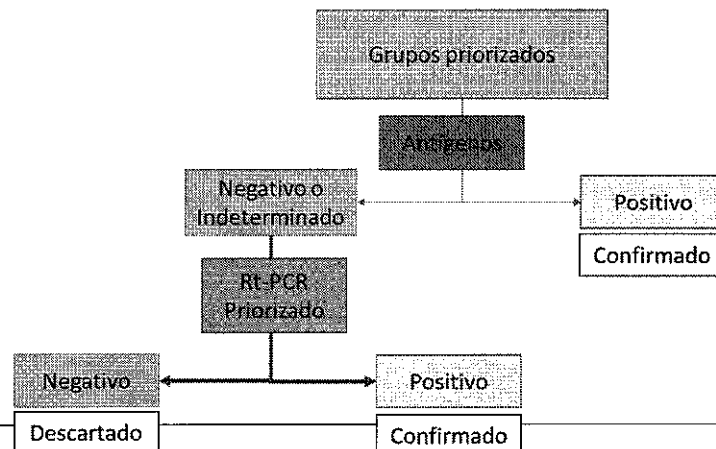 Grupos priorizados
Antígenos
Negativo o
Indeterminado
Positivo
Confirmado
Rt-PCR
Priorizado
Negativo
Positivo
Descartado
Confirmado